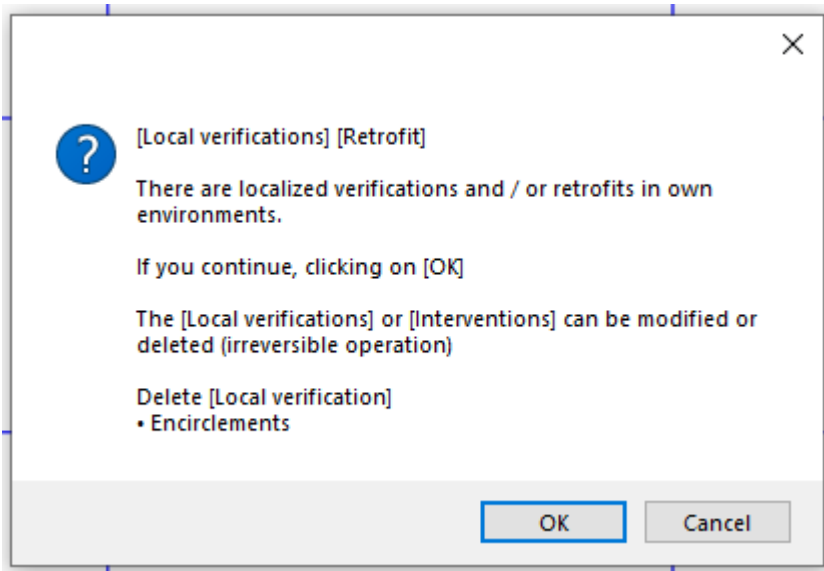 [Local verifications] [Retrofit]
There are localized verifications and / or retrofits in own
environments.
If you continue, clicking on [OK]
The [Local verifications] or [Interventions] can be modified or
deleted (irreversible operation)
Delete [Local verification]
• Encirclements
OK Cancel